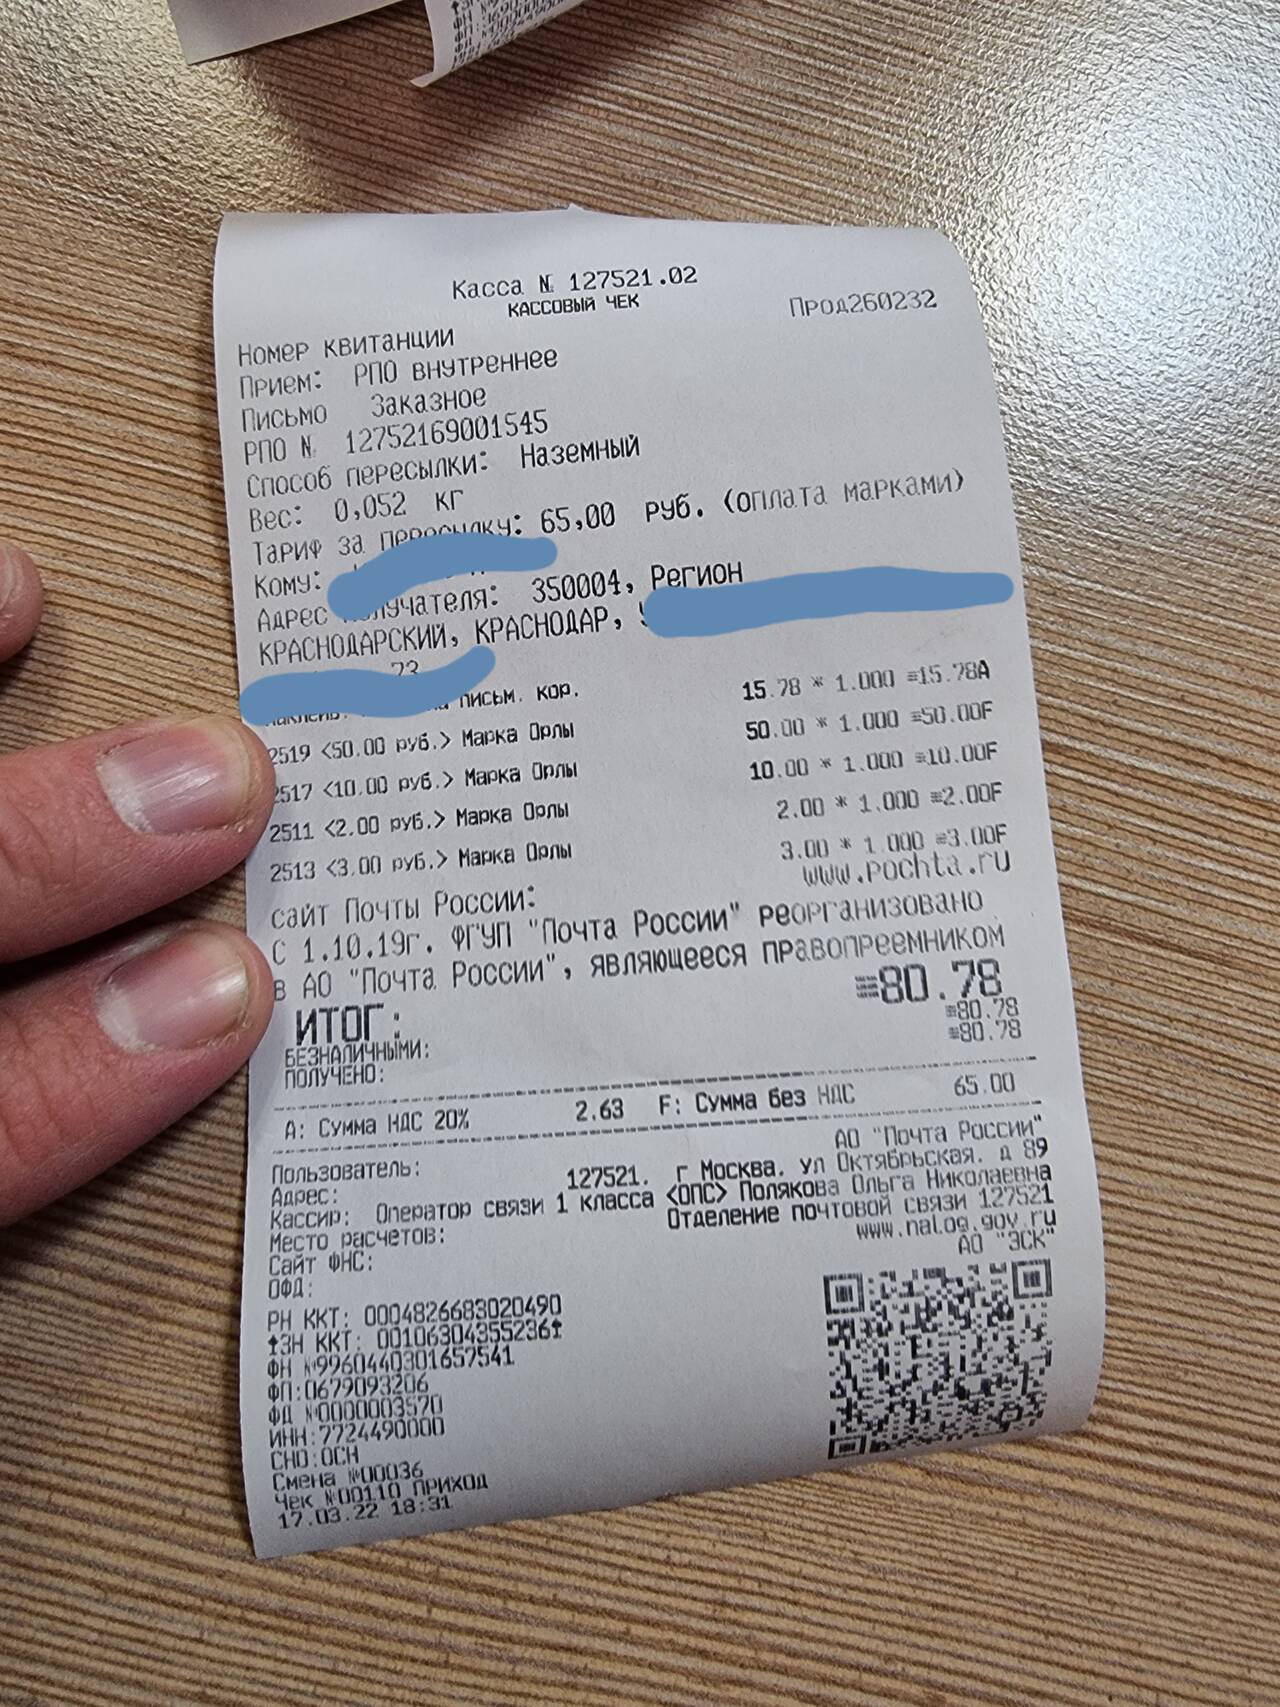 Касса № 127521.02
КАССОВЫЙ ЧЕК
Прод260232
Номер квитанции
Прием: РПО внутреннее
Письмо Заказное
РПО № 12752169001545
Способ пересылки: Наземный
Вес: 0,052 кг
Тариф за пересылку: 65,00 руб. (оплата марками)
Кому:
Адрес получателя: 350004, Регион
КРАСНОДАРСКИЙ, КРАСНОДАР,
73
письм. кор. 15.78 * 1.000 ≡15.78А
2519 <50.00 руб.> Марка Орлы 50.00 * 1.000 ≡50.00F
2517 <10.00 руб.> Марка Орлы 10.00 * 1.000 ≡10.00F
2511 <2.00 руб.> Марка Орлы 2.00 * 1.000 ≡2.00F
2513 <3.00 руб.> Марка Орлы 3.00 * 1.000 ≡3.00F
сайт Почты России: www.pochta.ru
С 1.10.19г. ФГУП "Почта России" реорганизовано
в АО "Почта России", являющееся правопреемником
ИТОГ: ≡80.78
БЕЗНАЛИЧНЫМИ: ≡80.78
ПОЛУЧЕНО: ≡80.78
А: Сумма НДС 20% 2.63 F: Сумма без НДС 65.00
Пользователь: АО "Почта России"
Адрес: 127521, г Москва, ул Октябрьская, д 89
Кассир: Оператор связи 1 класса <ОПС> Полякова Ольга Николаевна
Место расчетов: Отделение почтовой связи 127521
Сайт ФНС: www.nalog.gov.ru
ОФД: АО "ЭСК"
РН ККТ: 0004826683020490
↑ЗН ККТ: 00106304355236↑
ФН №9960440301657541
ФП:0679093206
ФД №0000003570
ИНН:7724490000
СНО:ОСН
Смена №00036
Чек №00110 ПРИХОД
17.03.22 18:31